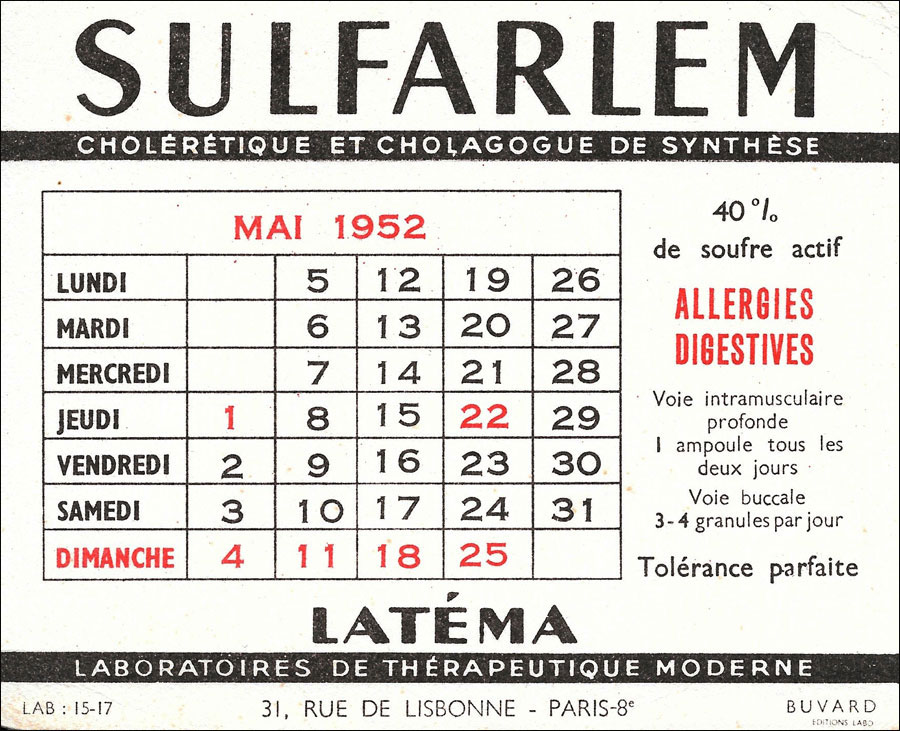 SULFARLEM
CHOLÉRÉTIQUE ET CHOLAGOGUE DE SYNTHÈSE
MAI 1952
LUNDI 5 12 19 26
MARDI 6 13 20 27
MERCREDI 7 14 21 28
JEUDI 1 8 15 22 29
VENDREDI 2 9 16 23 30
SAMEDI 3 10 17 24 31
DIMANCHE 4 11 18 25
40 %
de soufre actif
ALLERGIES
DIGESTIVES
Voie intramusculaire
profonde
1 ampoule tous les
deux jours
Voie buccale
3-4 granules par jour
Tolérance parfaite
LATÉMA
LABORATOIRES DE THÉRAPEUTIQUE MODERNE
LAB : 15-17
31, RUE DE LISBONNE - PARIS-8e
BUVARD
EDITIONS LABO